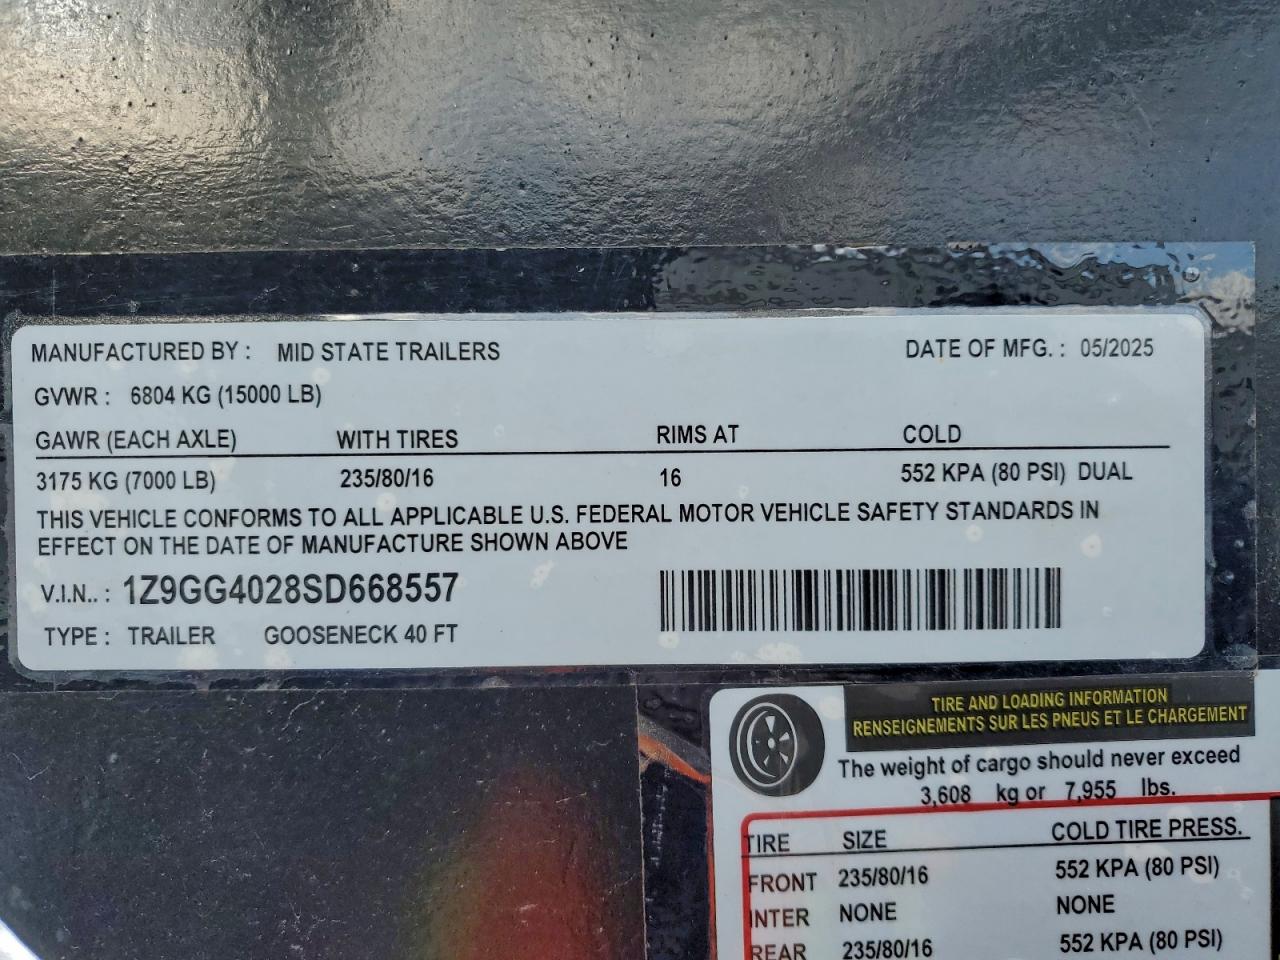 MANUFACTURED BY : MID STATE TRAILERS DATE OF MFG. : 05/2025
GVWR : 6804 KG (15000 LB)
GAWR (EACH AXLE) WITH TIRES RIMS AT COLD
3175 KG (7000 LB) 235/80/16 16 552 KPA (80 PSI) DUAL
THIS VEHICLE CONFORMS TO ALL APPLICABLE U.S. FEDERAL MOTOR VEHICLE SAFETY STANDARDS IN
EFFECT ON THE DATE OF MANUFACTURE SHOWN ABOVE
V.I.N.. : 1Z9GG4028SD668557
TYPE : TRAILER GOOSENECK 40 FT
TIRE AND LOADING INFORMATION
RENSEIGNEMENTS SUR LES PNEUS ET LE CHARGEMENT
The weight of cargo should never exceed
3,608 kg or 7,955 lbs.
TIRE SIZE COLD TIRE PRESS.
FRONT 235/80/16 552 KPA (80 PSI)
INTER NONE NONE
REAR 235/80/16 552 KPA (80 PSI)